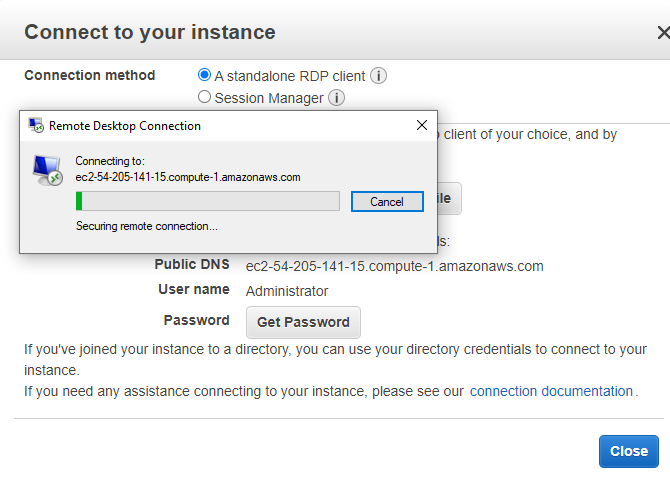 Connect to your instance
Connection method
A standalone RDP client
Session Manager
client of your choice, and by
Remote Desktop Connection
Connecting to:
ec2-54-205-141-15.compute-1.amazonaws.com
Cancel
Securing remote connection...
Public DNS ec2-54-205-141-15.compute-1.amazonaws.com
User name Administrator
Password Get Password
If you've joined your instance to a directory, you can use your directory credentials to connect to your
instance.
If you need any assistance connecting to your instance, please see our connection documentation.
Close